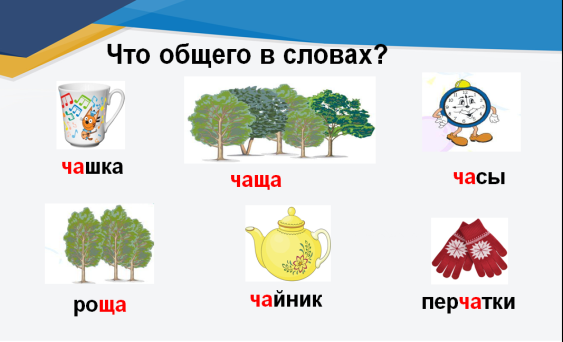 Что общего в словах?
чашка
чаща
часы
роща
чайник
перчатки